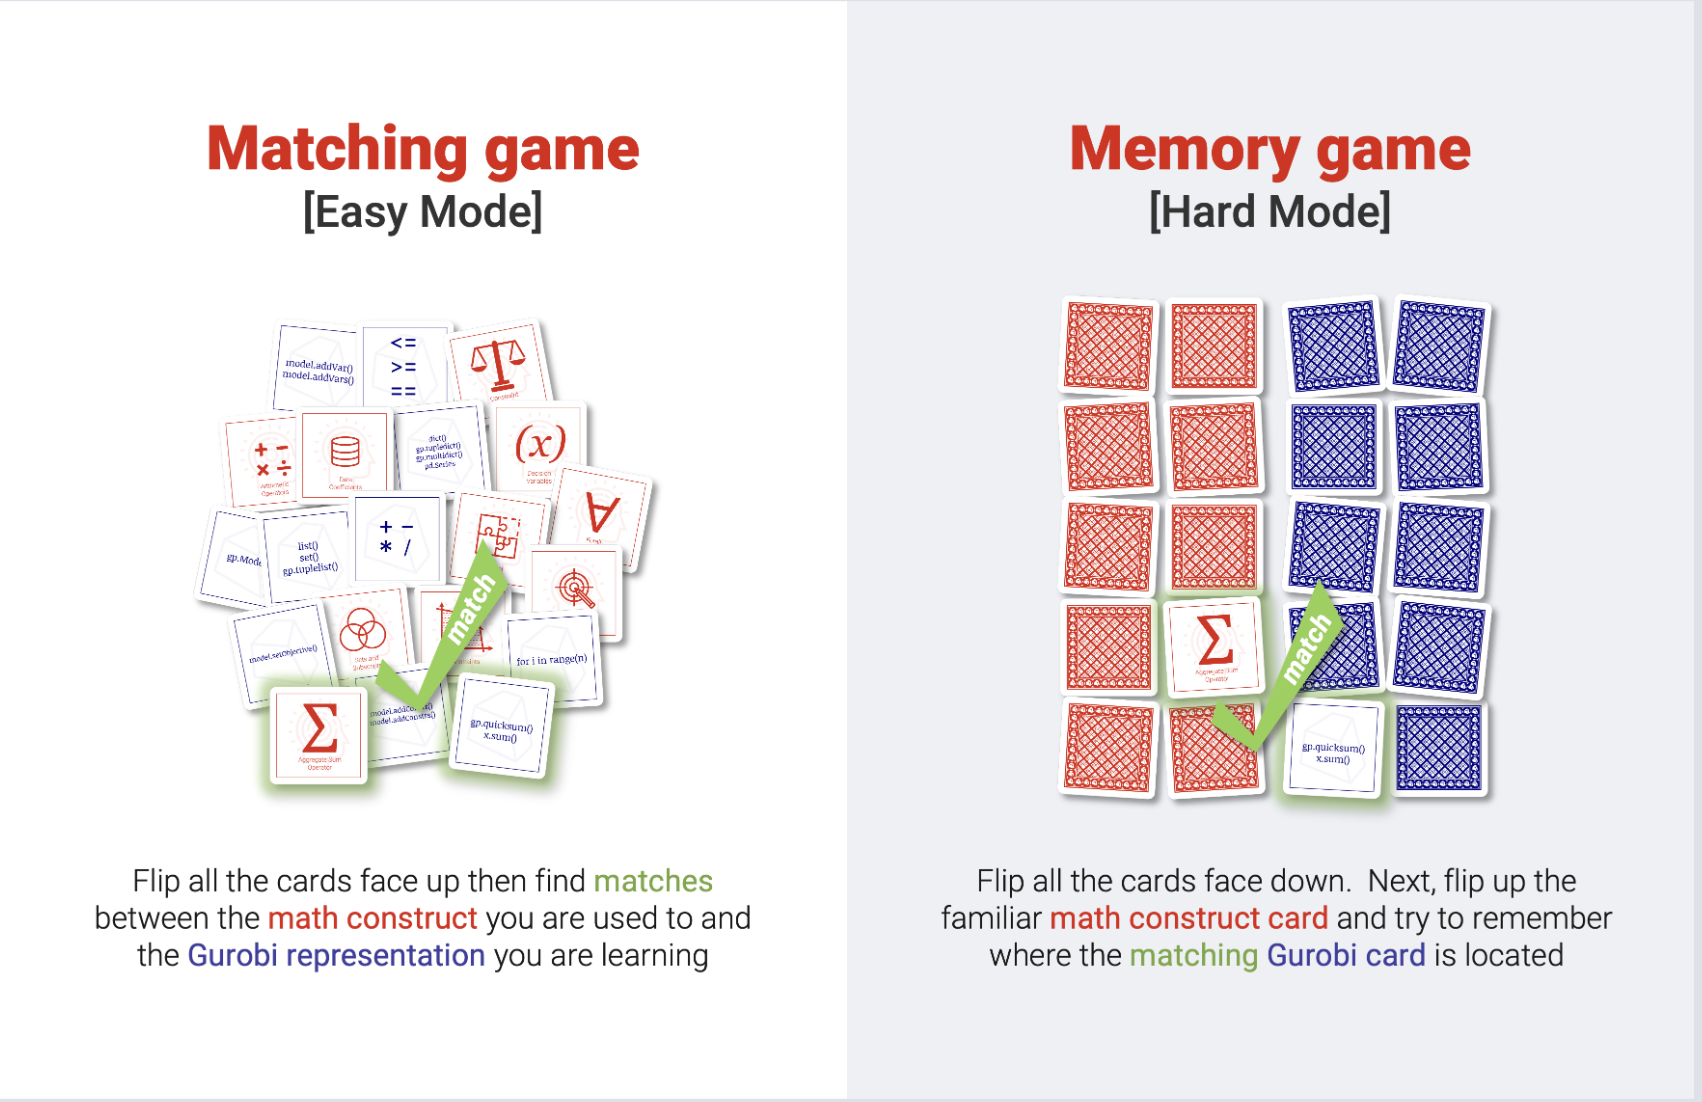 Matching game
[Easy Mode]
model.addVar()
model.addVars()
<=
>=
==
Constraint
+ −
× ÷
Arithmetic
Operators
Data
Coefficients
dict()
gp.tupledict()
gp.multidict()
pd.Series
(x)
Decision
Variables
∀
gp.Mode
list()
set()
gp.tuplelist()
+ −
* /
model.setObjective()
Sets and
match
for i in range(n)
Σ
Aggregate Sum
Operator
model.addConstrs()
gp.quicksum()
x.sum()
Flip all the cards face up then find matches
between the math construct you are used to and
the Gurobi representation you are learning
Memory game
[Hard Mode]
Σ
Aggregate Sum
Operator
match
gp.quicksum()
x.sum()
Flip all the cards face down. Next, flip up the
familiar math construct card and try to remember
where the matching Gurobi card is located